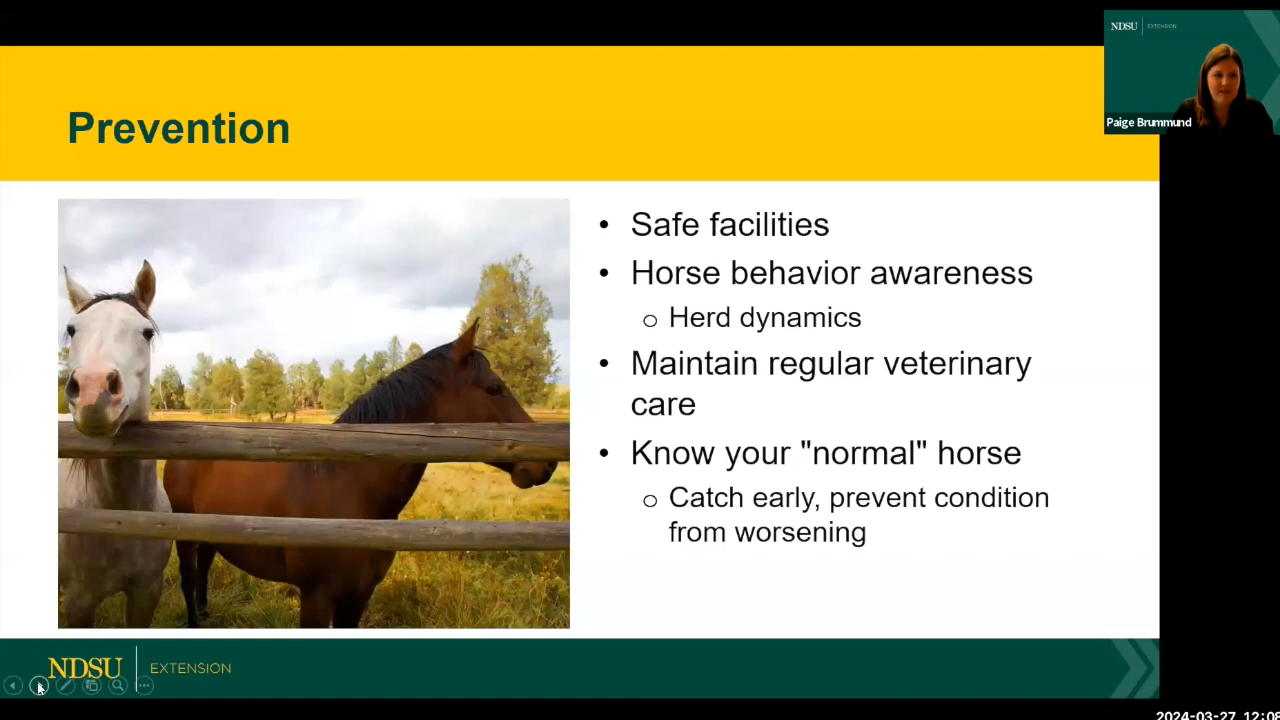 NDSU EXTENSION
Paige Brummund
Prevention
• Safe facilities
• Horse behavior awareness
o Herd dynamics
• Maintain regular veterinary
care
• Know your "normal" horse
o Catch early, prevent condition
from worsening
NDSU EXTENSION
2024-03-27 12:08